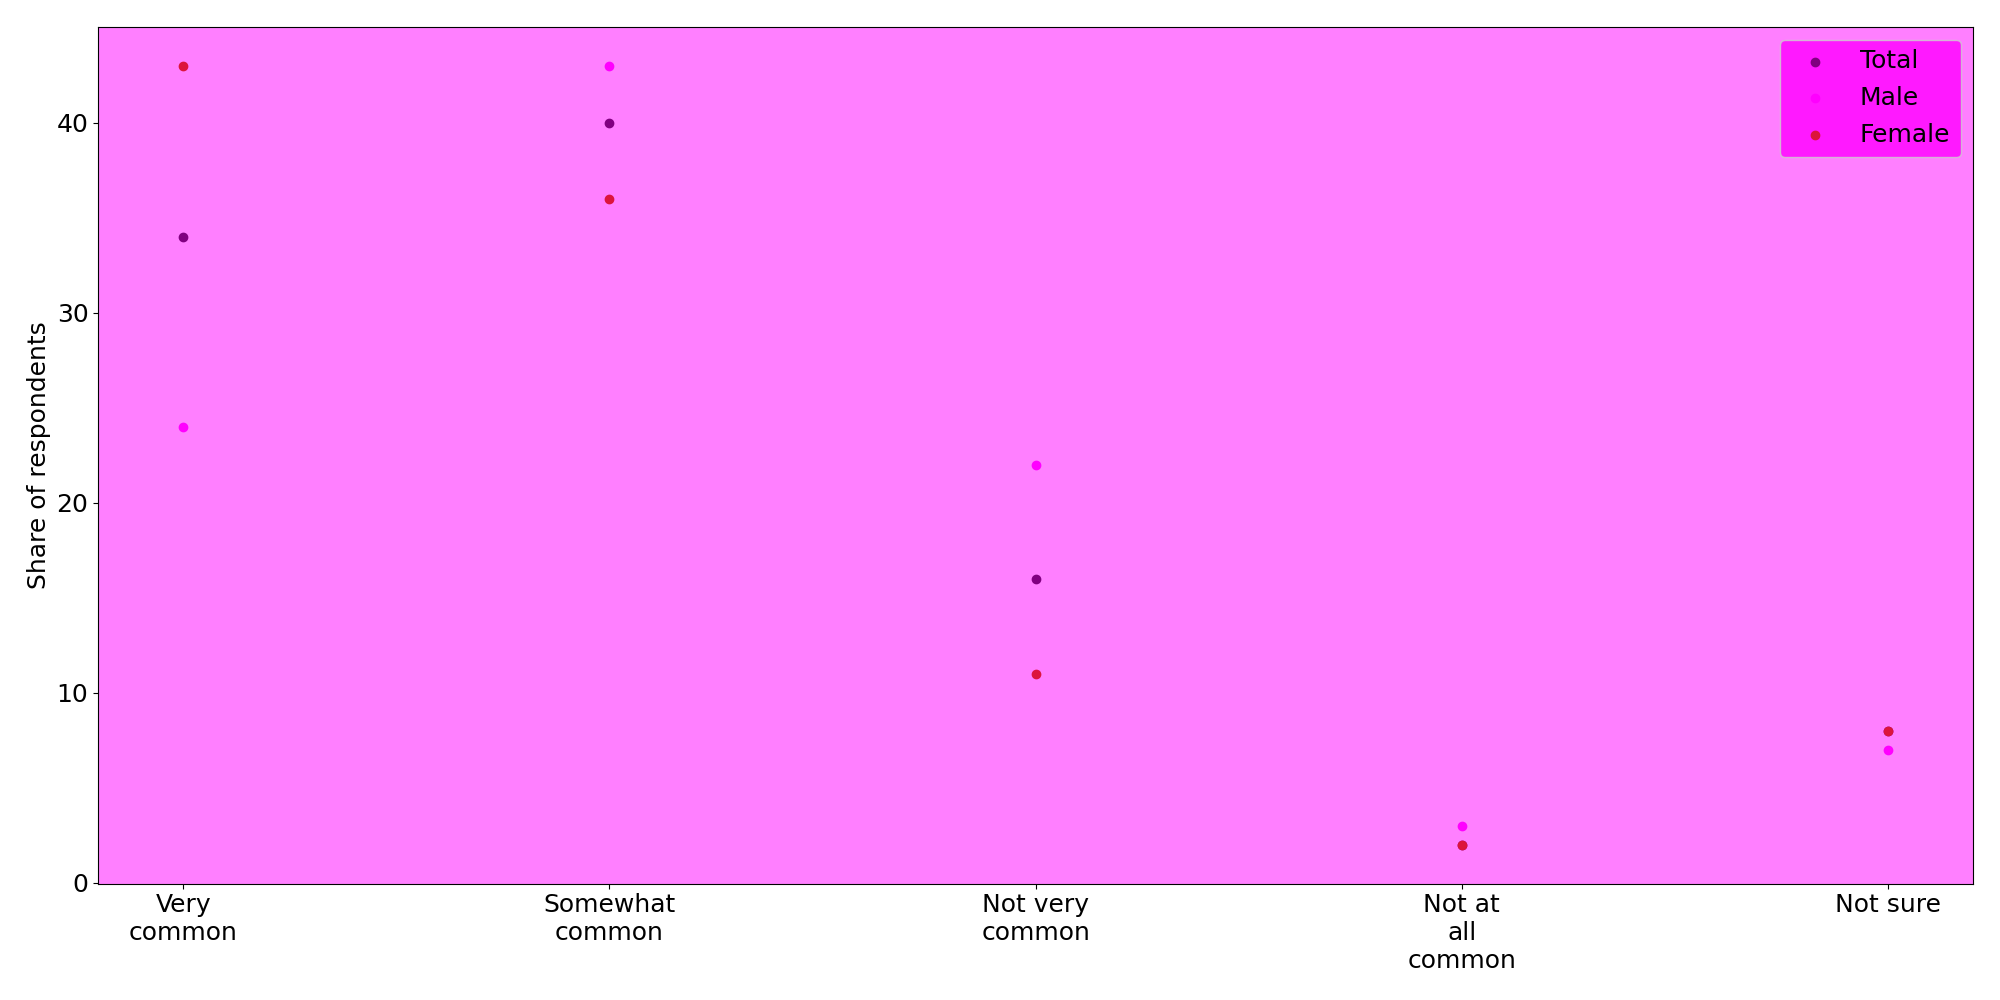 Total
Male
Female
Share of respondents
40
30
20
10
0
Very
common
Somewhat
common
Not very
common
Not at
all
common
Not sure